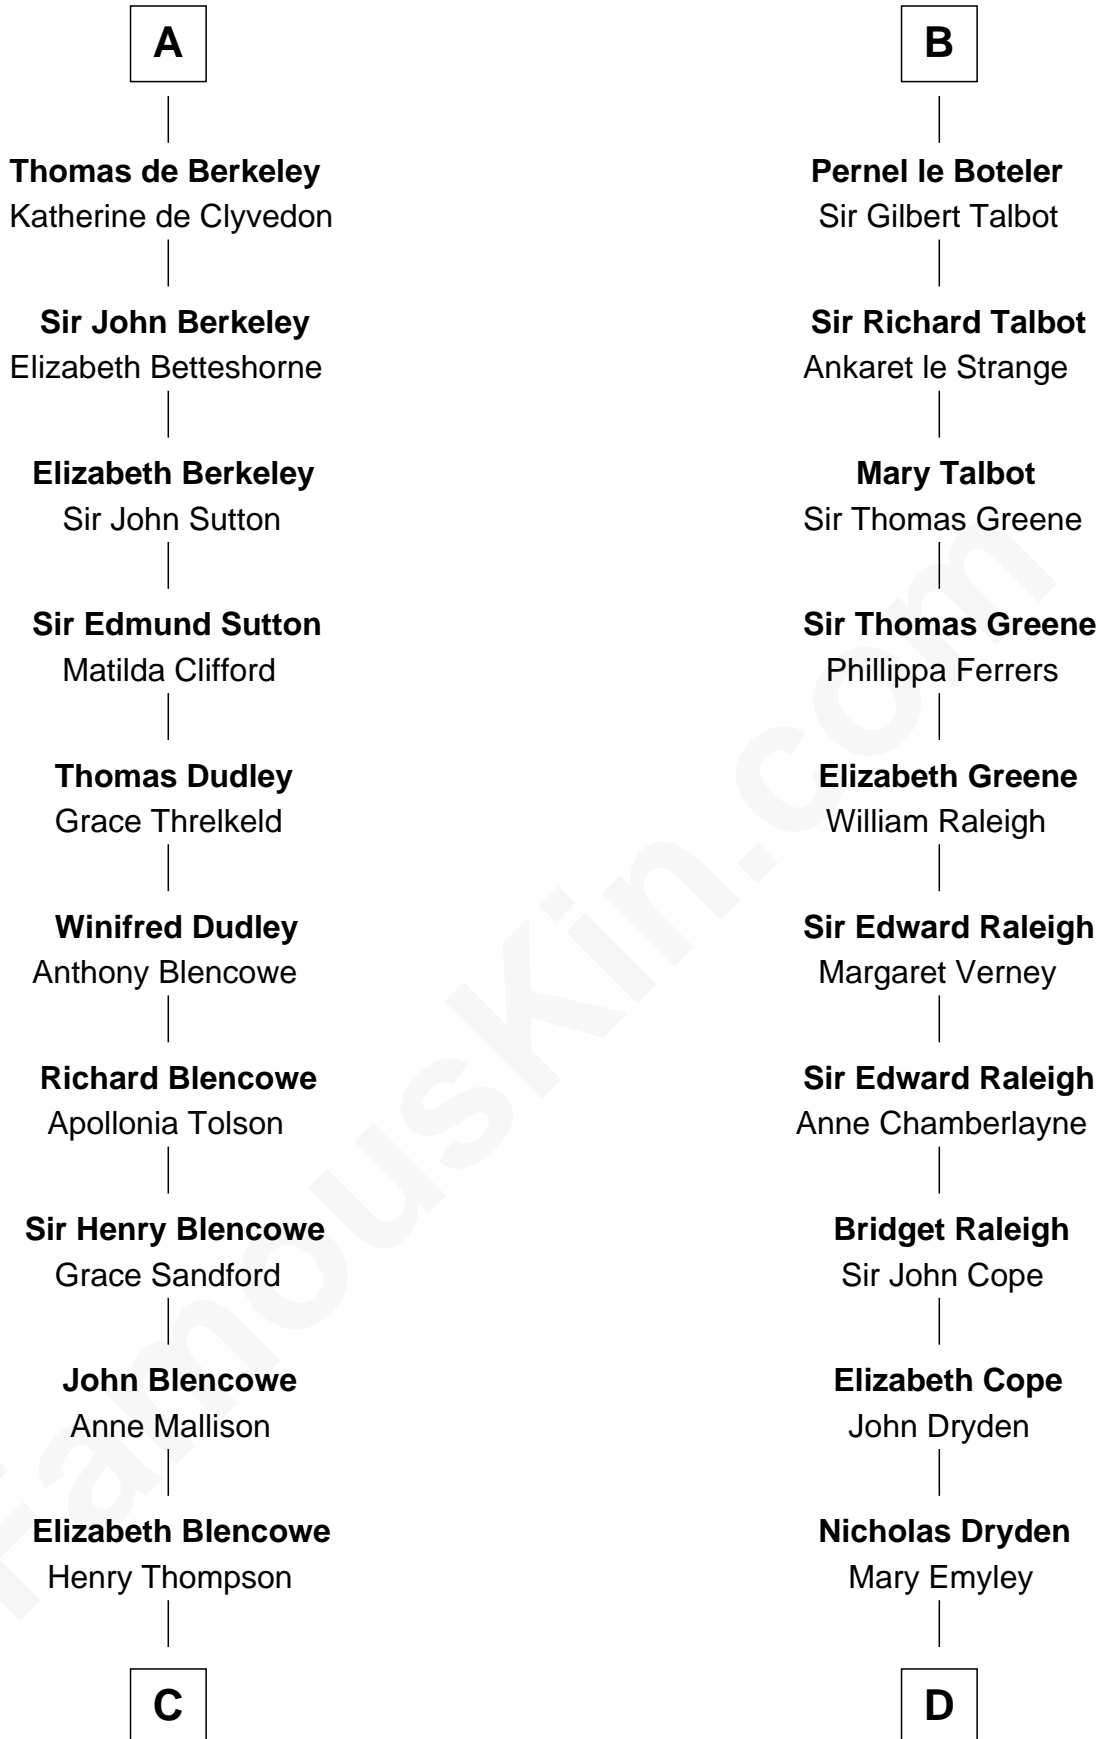 A
Thomas de Berkeley
Katherine de Clyvedon
Sir John Berkeley
Elizabeth Betteshorne
Elizabeth Berkeley
Sir John Sutton
Sir Edmund Sutton
Matilda Clifford
Thomas Dudley
Grace Threlkeld
Winifred Dudley
Anthony Blencowe
Richard Blencowe
Apollonia Tolson
Sir Henry Blencowe
Grace Sandford
John Blencowe
Anne Mallison
Elizabeth Blencowe
Henry Thompson
C
B
Pernel le Boteler
Sir Gilbert Talbot
Sir Richard Talbot
Ankaret le Strange
Mary Talbot
Sir Thomas Greene
Sir Thomas Greene
Phillippa Ferrers
Elizabeth Greene
William Raleigh
Sir Edward Raleigh
Margaret Verney
Sir Edward Raleigh
Anne Chamberlayne
Bridget Raleigh
Sir John Cope
Elizabeth Cope
John Dryden
Nicholas Dryden
Mary Emyley
D
FamousKin.com